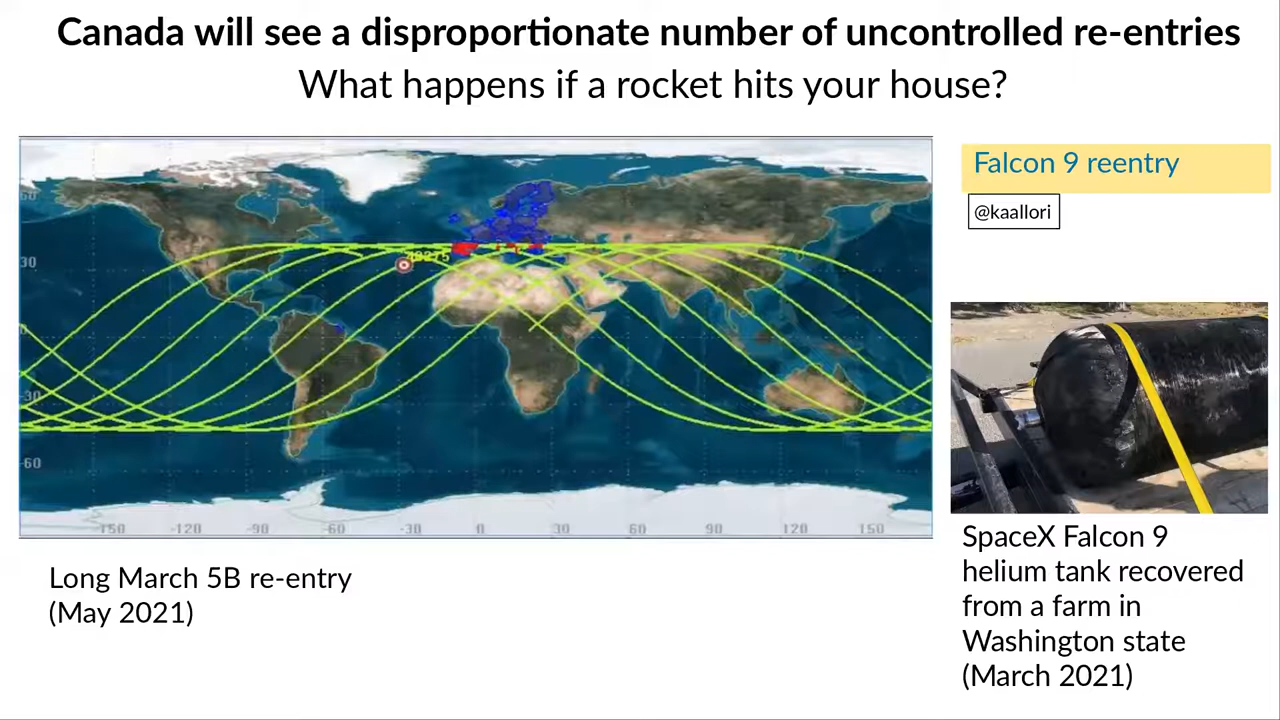 Canada will see a disproportionate number of uncontrolled re-entries
What happens if a rocket hits your house?
Falcon 9 reentry
@kaallori
60
30
0
-30
-60
-150 -120 -90 -60 -30 0 30 60 90 120 150
Long March 5B re-entry
(May 2021)
SpaceX Falcon 9
helium tank recovered
from a farm in
Washington state
(March 2021)